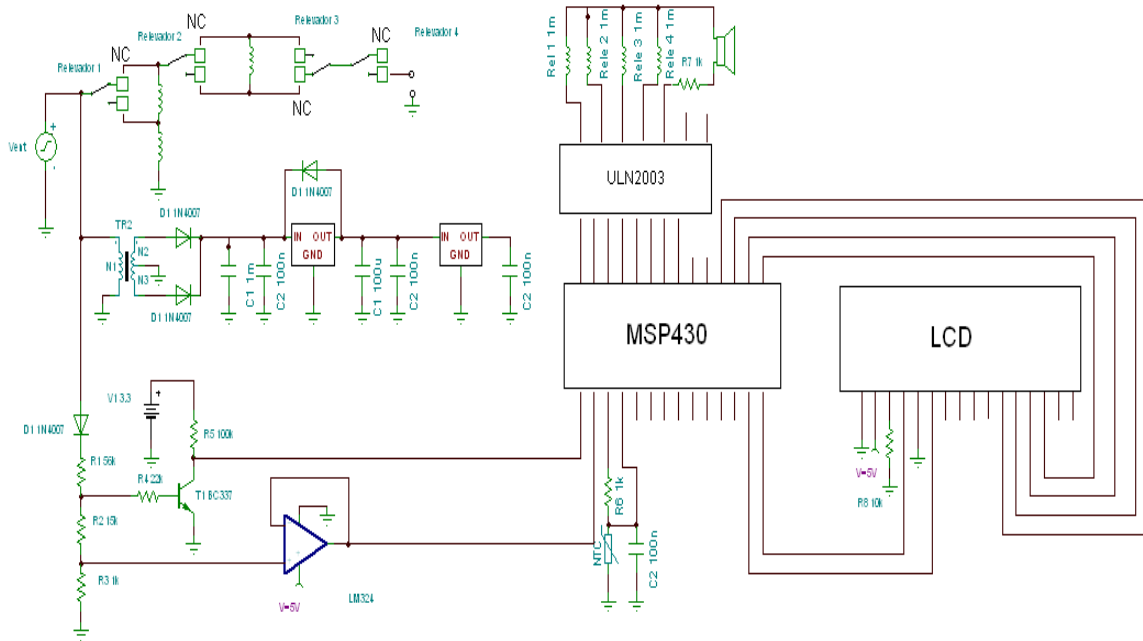 NC
Relevador 2
Relevador 3
NC
Relevador 4
Relevador 1
NC
NC
Vent
+
-
Rel 1 1m
Rele 2 1m
Rele 3 1m
Rele 4 1m
R7 1k
ULN2003
D1 1N4007
D1 1N4007
TR2
N1
N2
N3
D1 1N4007
IN OUT
GND
IN OUT
GND
C1 1m
C2 100n
C1 100u
C2 100n
C2 100n
MSP430
LCD
V1 3.3
+
D1 1N4007
R5 100k
R1 56k
R4 22k
T1 BC337
R2 15k
R3 1k
V=5V
LM324
R6 1k
NTC
C2 100n
V=5V
R8 10k